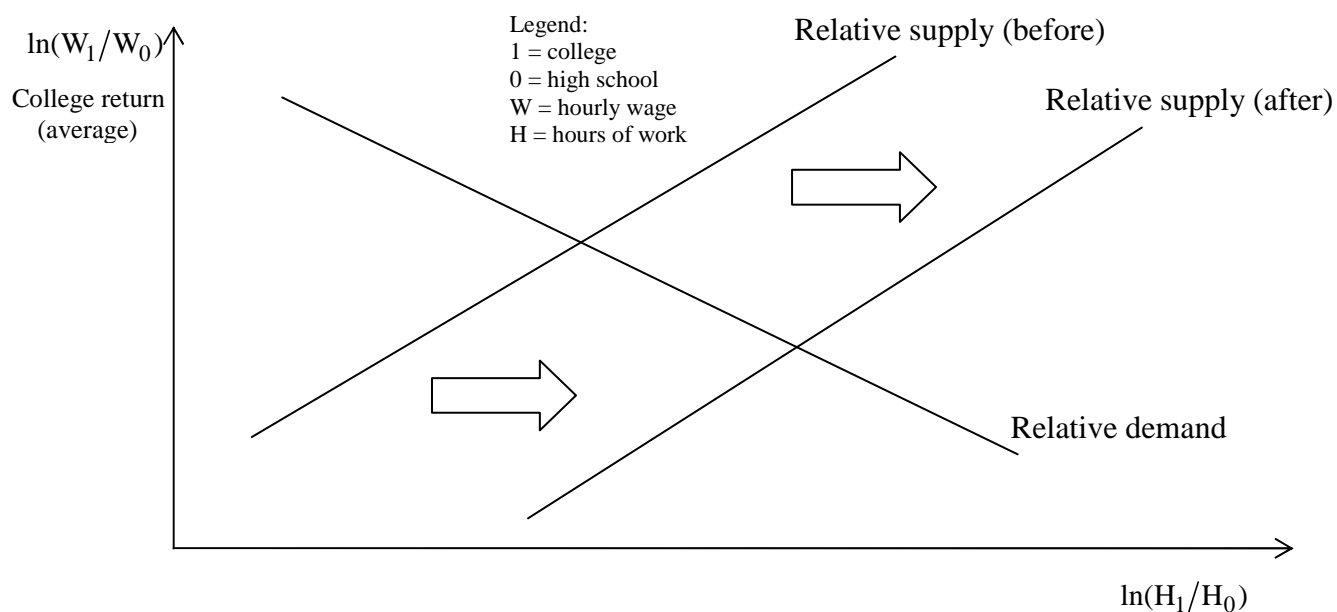 ln(W₁/W₀)
College return
(average)
Legend:
1 = college
0 = high school
W = hourly wage
H = hours of work
Relative supply (before)
Relative supply (after)
Relative demand
ln(H₁/H₀)